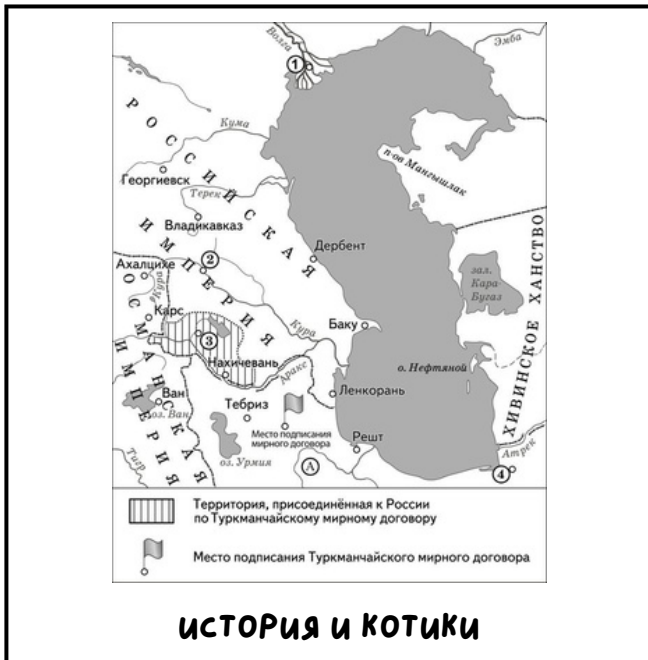 Волга
Эмба
1
РОССИЙСКАЯ
ИМПЕРИЯ
Кума
п-ов Мангышлак
Георгиевск
Терек
Владикавказ
Дербент
2
Ахалцихе
Кура
зал.
Кара-
Бугаз
ХИВИНСКОЕ ХАНСТВО
ОСМАНСКАЯ
ИМПЕРИЯ
Карс
3
Кура
Баку
Нахичевань
Аракс
о. Нефтяной
Ван
оз. Ван
Тебриз
Ленкорань
Место подписания
мирного договора
Решт
Атрек
Тигр
оз. Урмия
А
4
Территория, присоединённая к России
по Туркманчайскому мирному договору
Место подписания Туркманчайского мирного договора
ИСТОРИЯ И КОТИКИ